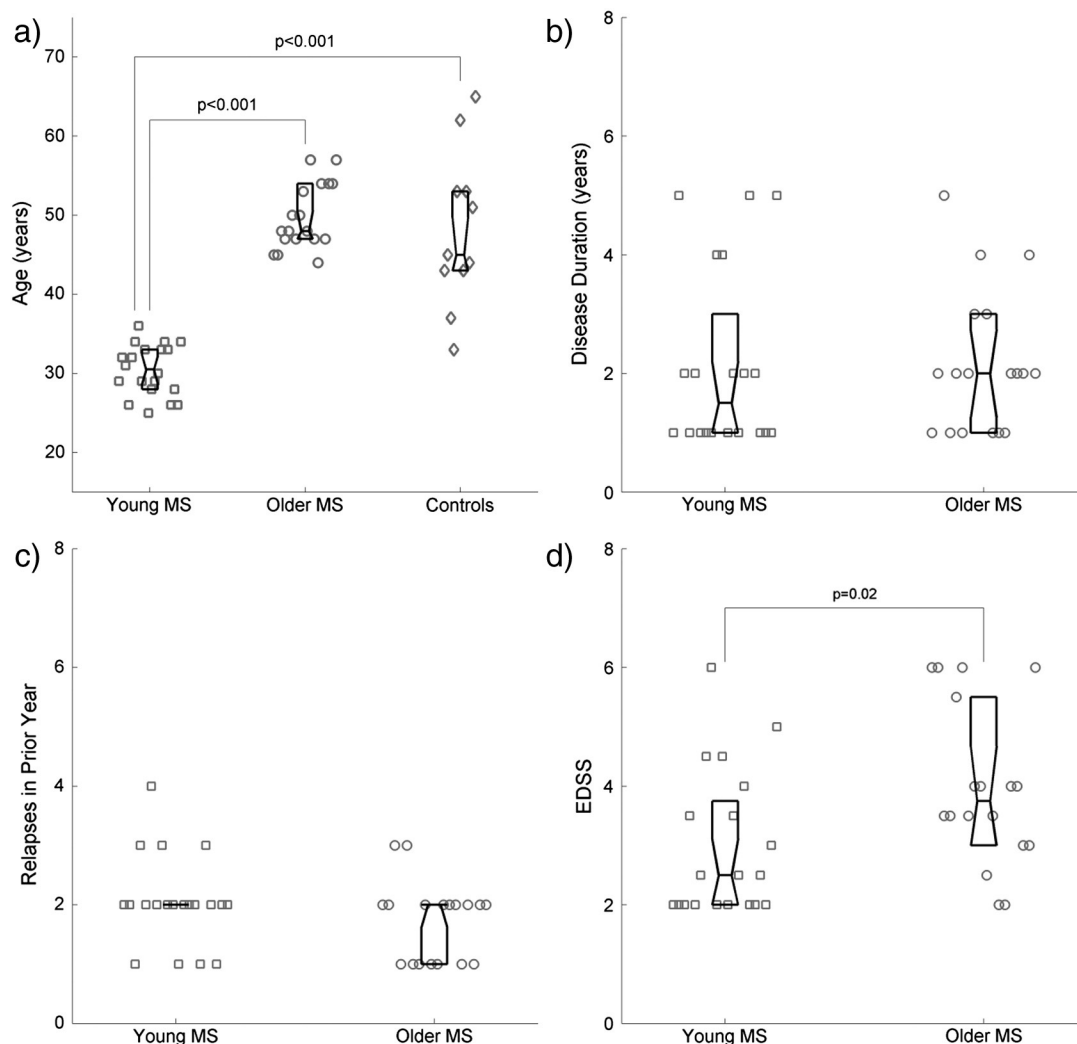 a)
p<0.001
p<0.001
70
60
50
40
30
20
Age (years)
Young MS
Older MS
Controls
b)
8
6
4
2
0
Disease Duration (years)
Young MS
Older MS
c)
8
6
4
2
0
Relapses in Prior Year
Young MS
Older MS
d)
p=0.02
8
6
4
2
0
EDSS
Young MS
Older MS